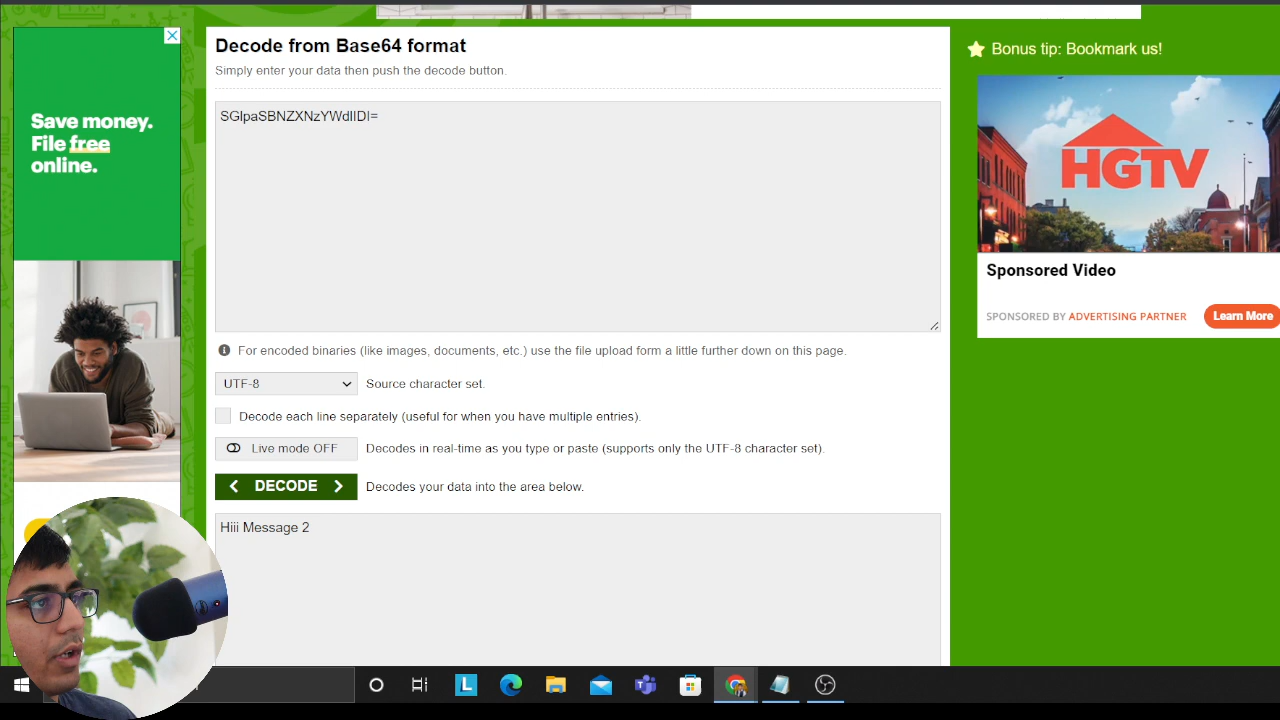 Decode from Base64 format
Simply enter your data then push the decode button.
SGlpaSBNZXNzYWdlIDI=
For encoded binaries (like images, documents, etc.) use the file upload form a little further down on this page.
UTF-8 Source character set.
Decode each line separately (useful for when you have multiple entries).
Live mode OFF Decodes in real-time as you type or paste (supports only the UTF-8 character set).
DECODE Decodes your data into the area below.
Hiii Message 2
Save money.
File free
online.
Bonus tip: Bookmark us!
HGTV
Sponsored Video
SPONSORED BY ADVERTISING PARTNER
Learn More
L